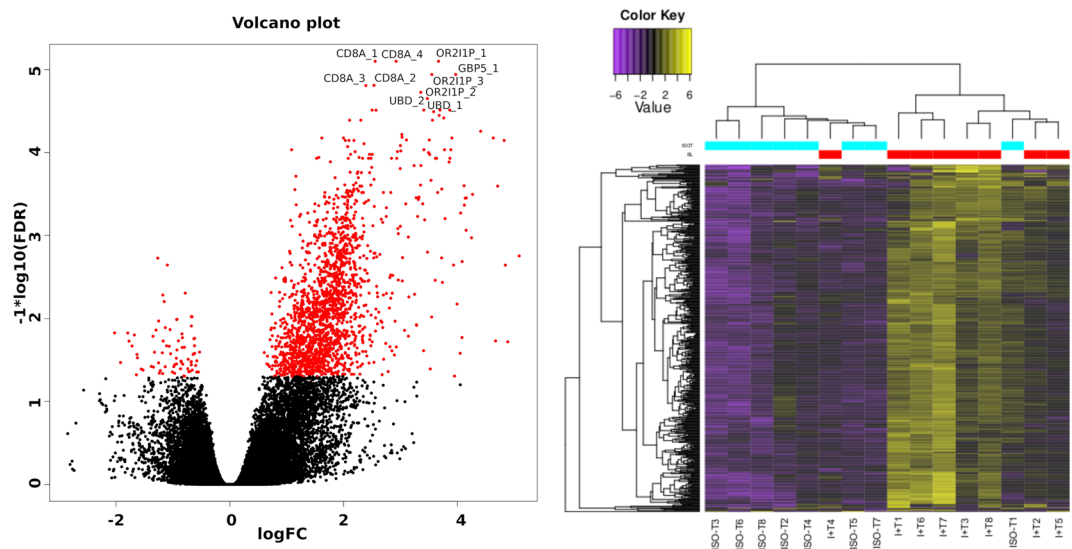 Volcano plot
CD8A_1 CD8A_4 OR2I1P_1
GBP5_1
CD8A_3 CD8A_2 OR2I1P_3
OR2I1P_2
UBD_2 UBD_1
-1*log10(FDR)
5
4
3
2
1
0
-2 0 2 4
logFC
Color Key
-6 -2 2 6
Value
ISOT
BL
ISO-T3 ISO-T6 ISO-T8 ISO-T2 ISO-T4 I+T4 ISO-T5 ISO-T7 I+T1 I+T6 I+T7 I+T3 I+T8 ISO-T1 I+T2 I+T5